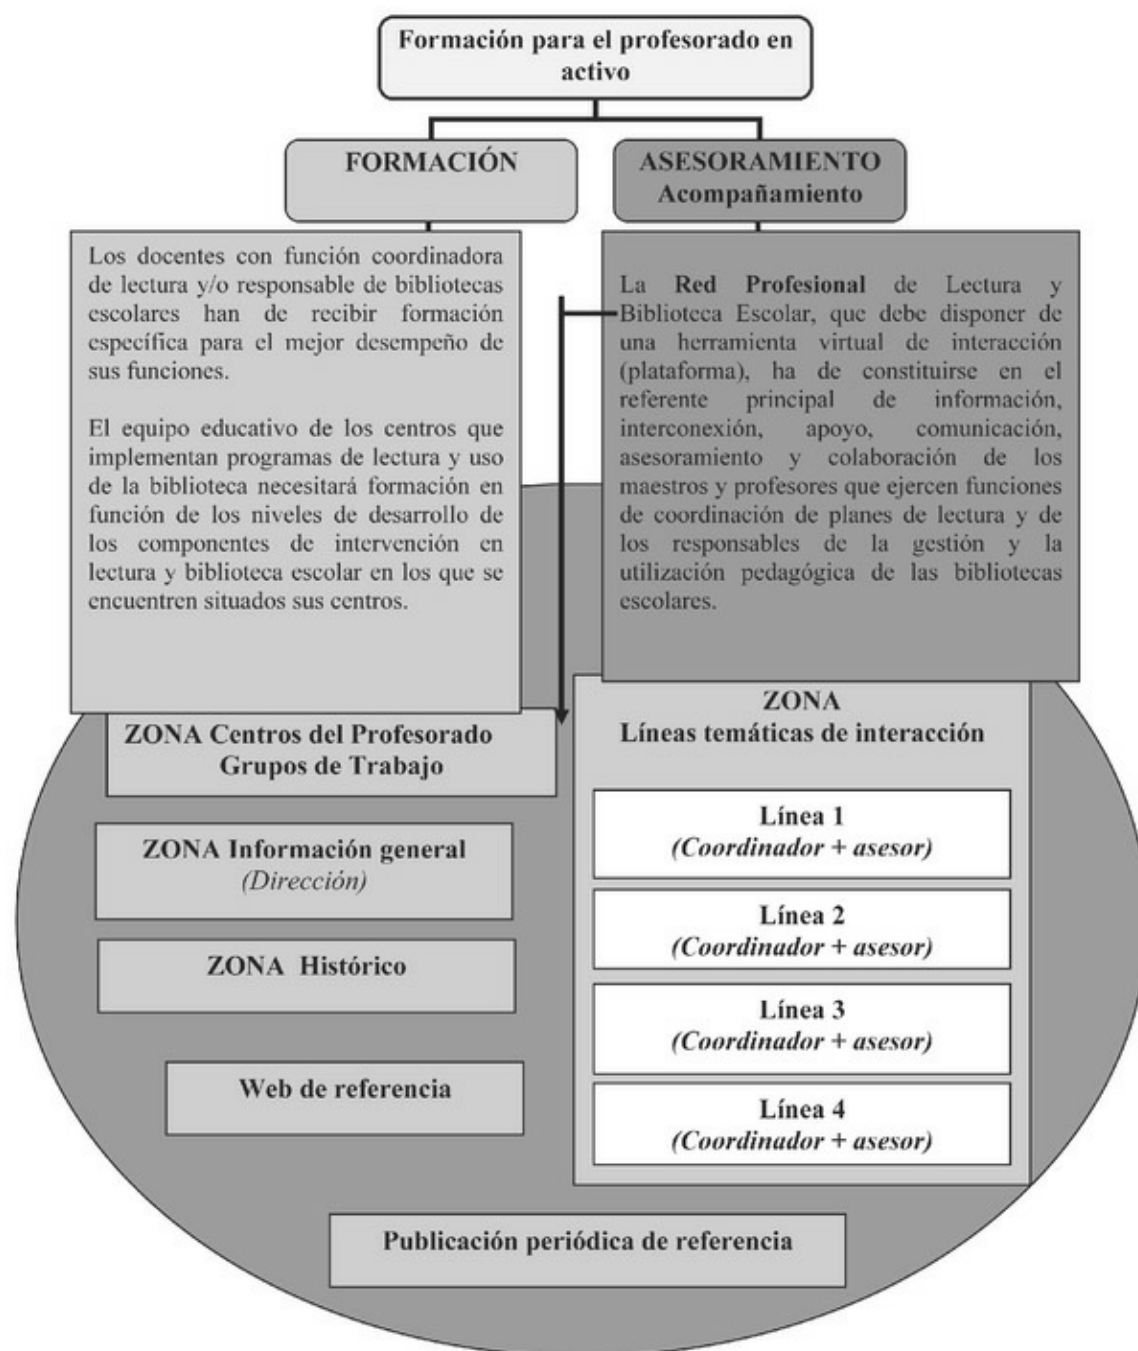 Formación para el profesorado en
activo
FORMACIÓN
ASESORAMIENTO
Acompañamiento
Los docentes con función coordinadora
de lectura y/o responsable de bibliotecas
escolares han de recibir formación
específica para el mejor desempeño de
sus funciones.
El equipo educativo de los centros que
implementan programas de lectura y uso
de la biblioteca necesitará formación en
función de los niveles de desarrollo de
los componentes de intervención en
lectura y biblioteca escolar en los que se
encuentren situados sus centros.
La Red Profesional de Lectura y
Biblioteca Escolar, que debe disponer de
una herramienta virtual de interacción
(plataforma), ha de constituirse en el
referente principal de información,
interconexión, apoyo, comunicación,
asesoramiento y colaboración de los
maestros y profesores que ejercen funciones
de coordinación de planes de lectura y de
los responsables de la gestión y la
utilización pedagógica de las bibliotecas
escolares.
ZONA Centros del Profesorado
Grupos de Trabajo
ZONA Información general
(Dirección)
ZONA Histórico
Web de referencia
ZONA
Líneas temáticas de interacción
Línea 1
(Coordinador + asesor)
Línea 2
(Coordinador + asesor)
Línea 3
(Coordinador + asesor)
Línea 4
(Coordinador + asesor)
Publicación periódica de referencia